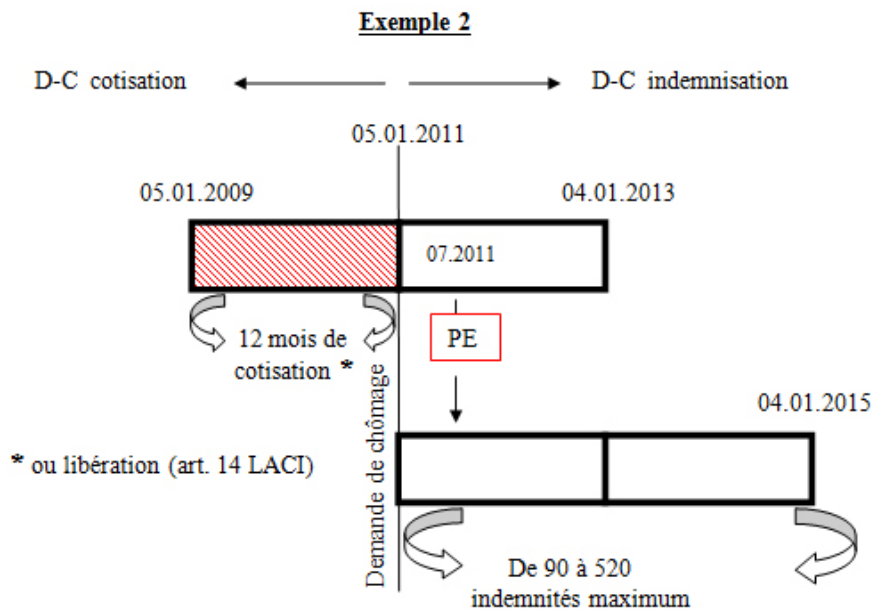 Exemple 2
D-C cotisation
D-C indemnisation
05.01.2011
05.01.2009
04.01.2013
07.2011
12 mois de
cotisation *
PE
Demande de chômage
04.01.2015
* ou libération (art. 14 LACI)
De 90 à 520
indemnités maximum